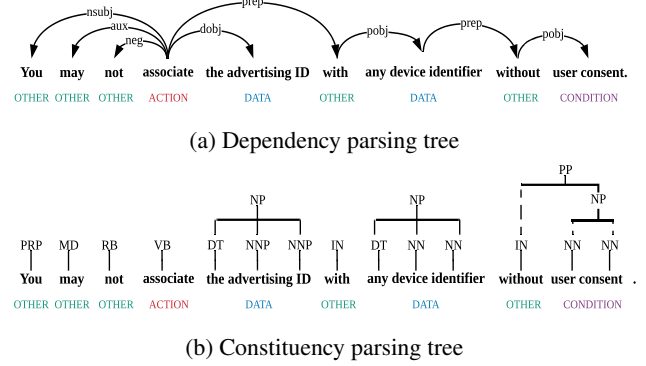 prep
nsubj
aux
neg
dobj
pobj
prep
pobj
You may not associate the advertising ID with any device identifier without user consent.
OTHER OTHER OTHER ACTION DATA OTHER DATA OTHER CONDITION
(a) Dependency parsing tree
PP
NP NP NP
PRP MD RB VB DT NNP NNP IN DT NN NN IN NN NN
You may not associate the advertising ID with any device identifier without user consent .
OTHER OTHER OTHER ACTION DATA OTHER DATA OTHER CONDITION
(b) Constituency parsing tree